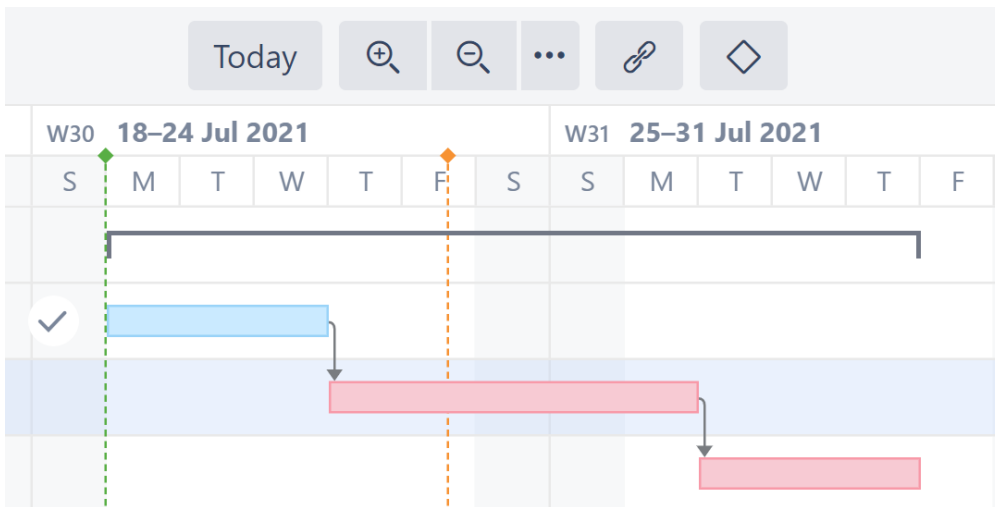 Today
W30 18–24 Jul 2021 W31 25–31 Jul 2021
S M T W T F S S M T W T F